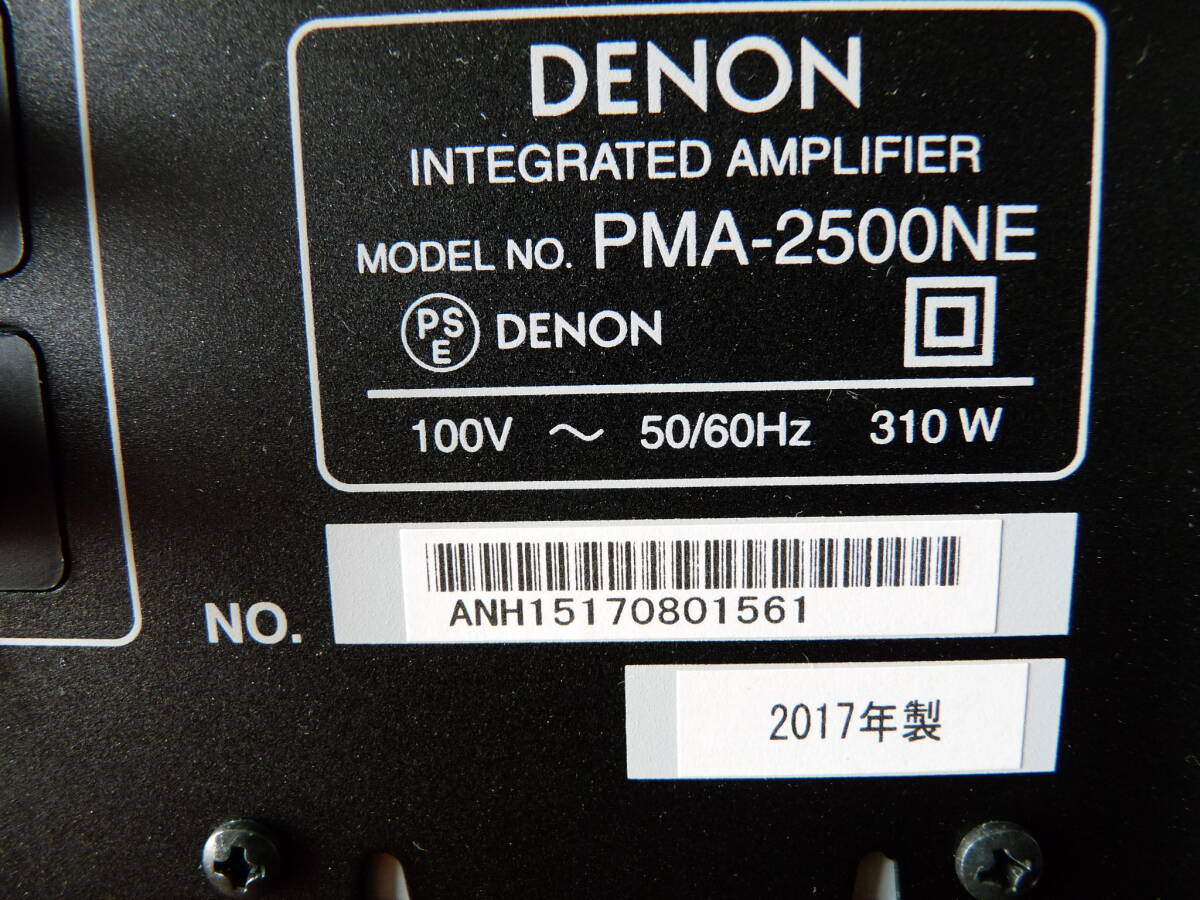 DENON
INTEGRATED AMPLIFIER
MODEL NO. PMA-2500NE
PS
E DENON
100V ～ 50/60Hz 310 W
NO. ANH15170801561
2017年製